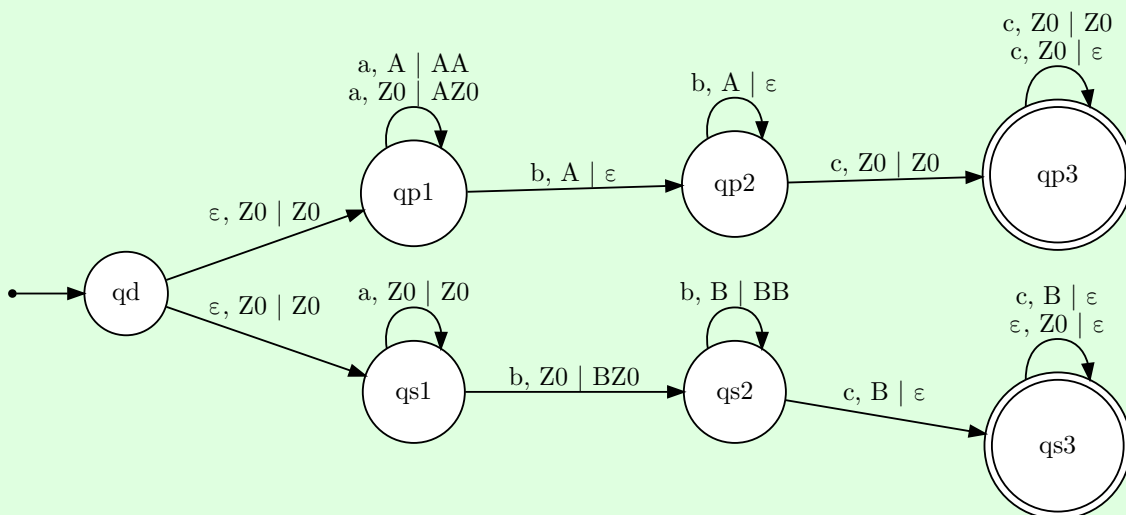 c, Z0 | Z0
c, Z0 | ε
a, A | AA
a, Z0 | AZ0
b, A | ε
qp1
b, A | ε
qp2
c, Z0 | Z0
qp3
ε, Z0 | Z0
qd
ε, Z0 | Z0
a, Z0 | Z0
b, B | BB
c, B | ε
ε, Z0 | ε
qs1
b, Z0 | BZ0
qs2
c, B | ε
qs3